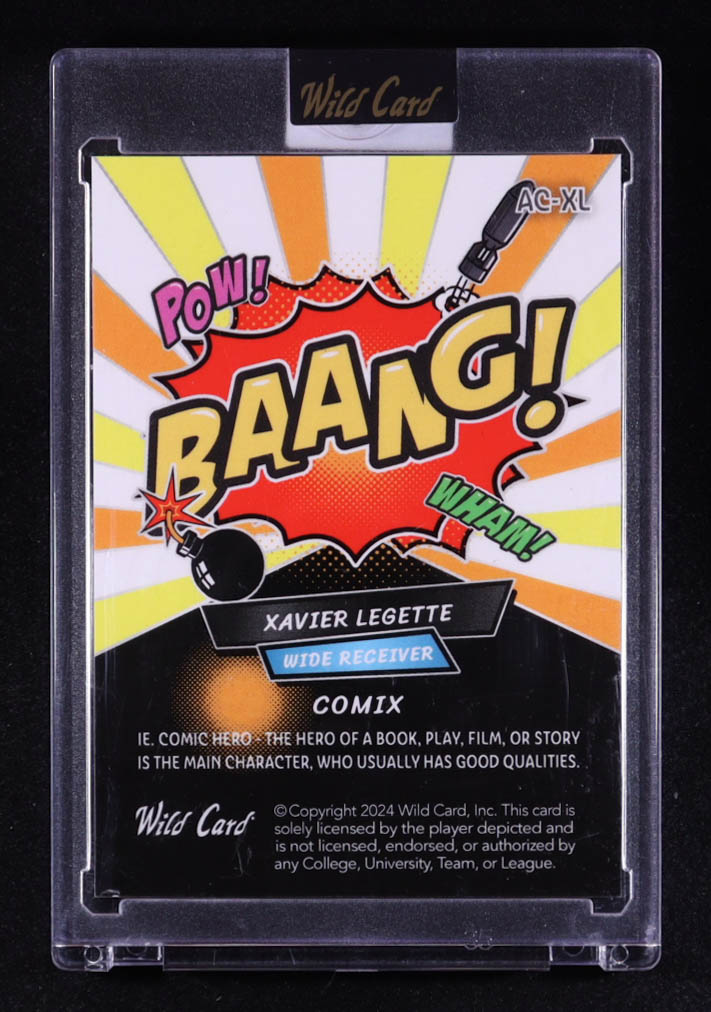 Wild Card
AC-XL
POW!
BAANG!
WHAM!
XAVIER LEGETTE
WIDE RECEIVER
COMIX
IE. COMIC HERO - THE HERO OF A BOOK, PLAY, FILM, OR STORY
IS THE MAIN CHARACTER, WHO USUALLY HAS GOOD QUALITIES.
Wild Card
© Copyright 2024 Wild Card, Inc. This card is
solely licensed by the player depicted and
is not licensed, endorsed, or authorized by
any College, University, Team, or League.